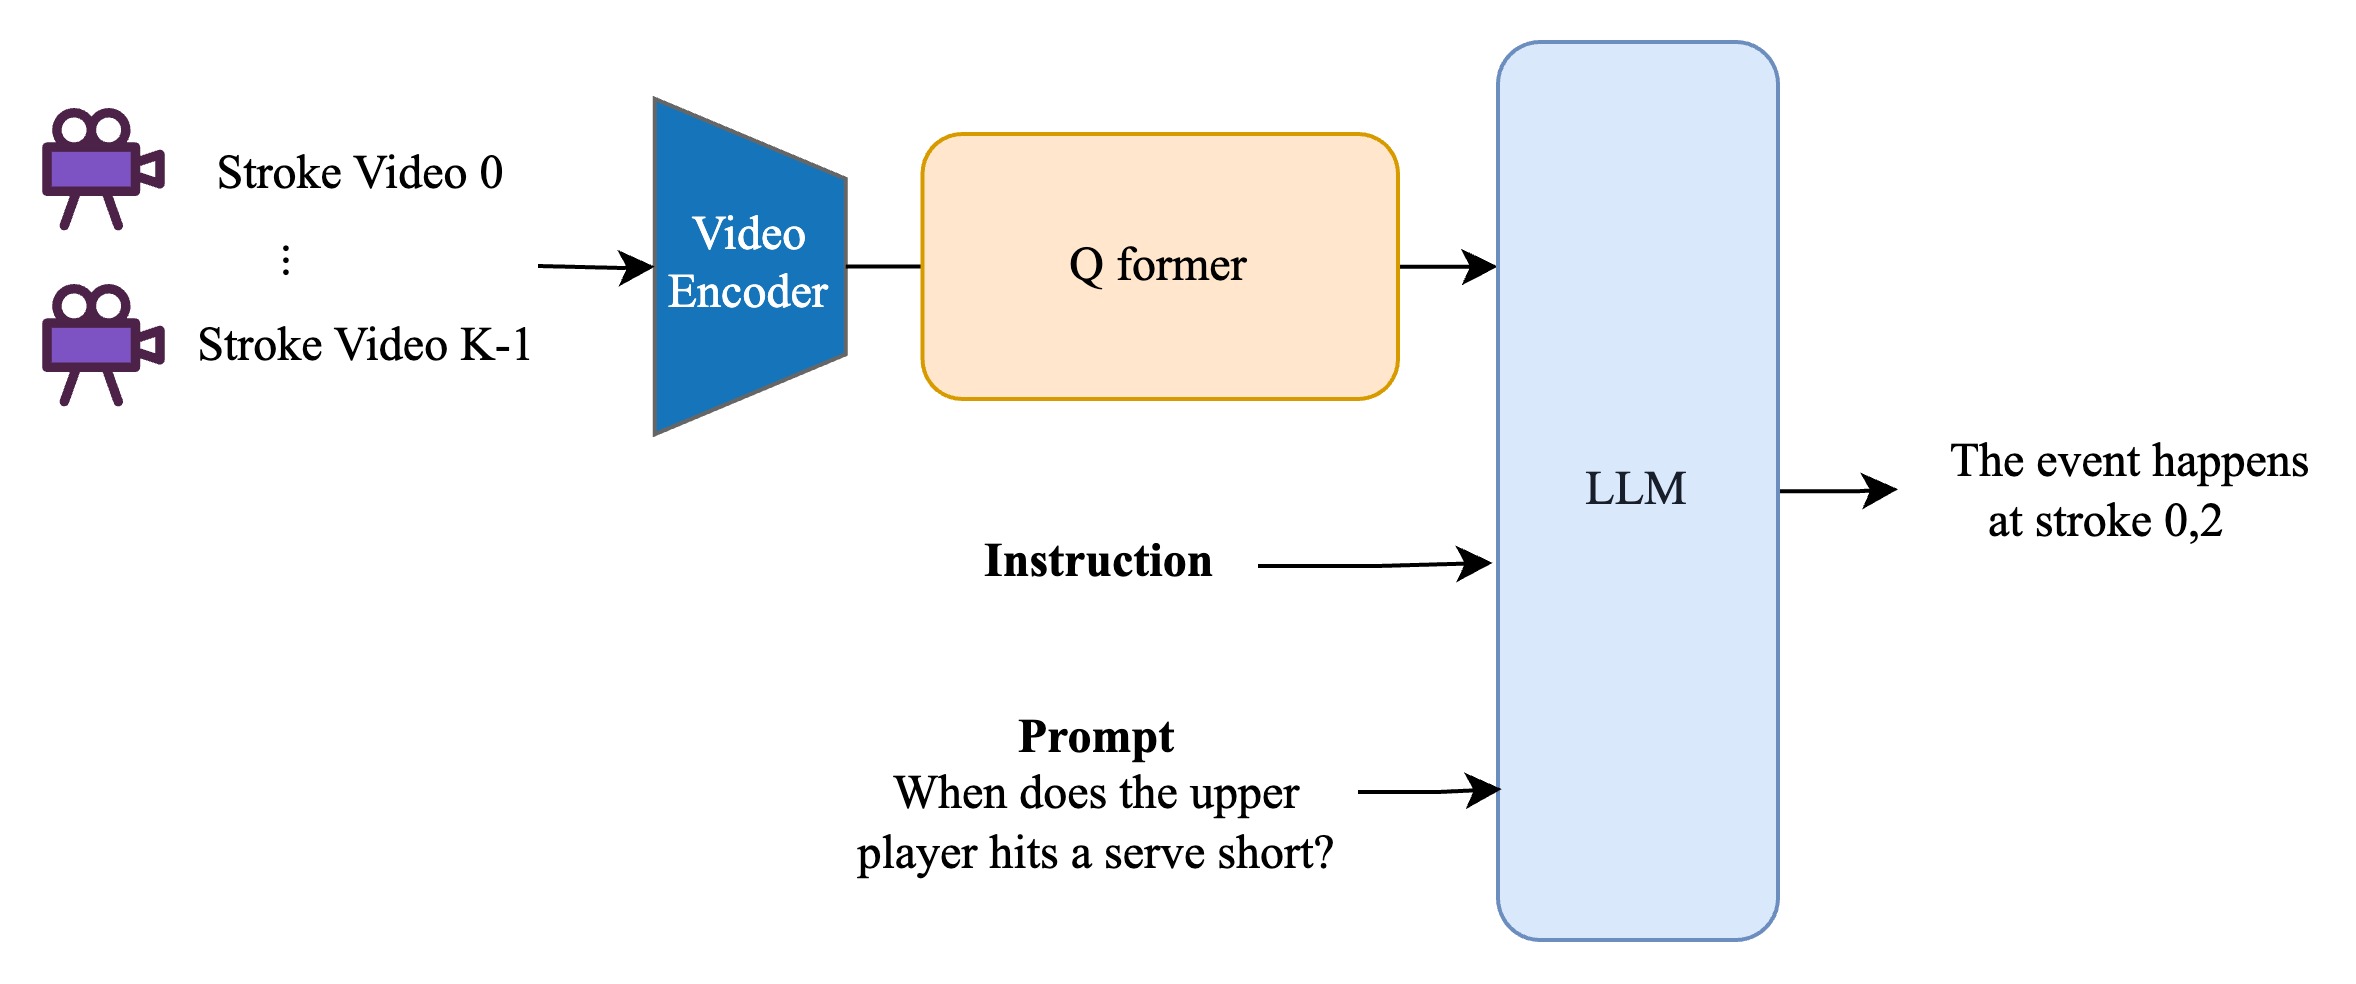 Stroke Video 0
⋮
Stroke Video K-1
Video
Encoder
Q former
LLM
Instruction
Prompt
When does the upper
player hits a serve short?
The event happens
at stroke 0,2